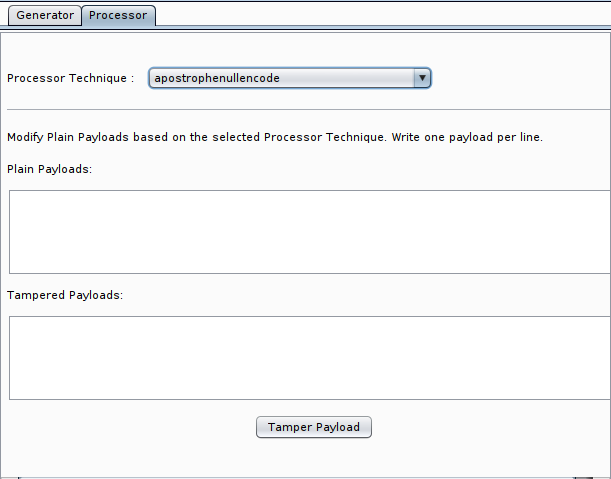 Generator Processor
Processor Technique : apostrophenullencode
Modify Plain Payloads based on the selected Processor Technique. Write one payload per line.
Plain Payloads:
Tampered Payloads:
Tamper Payload